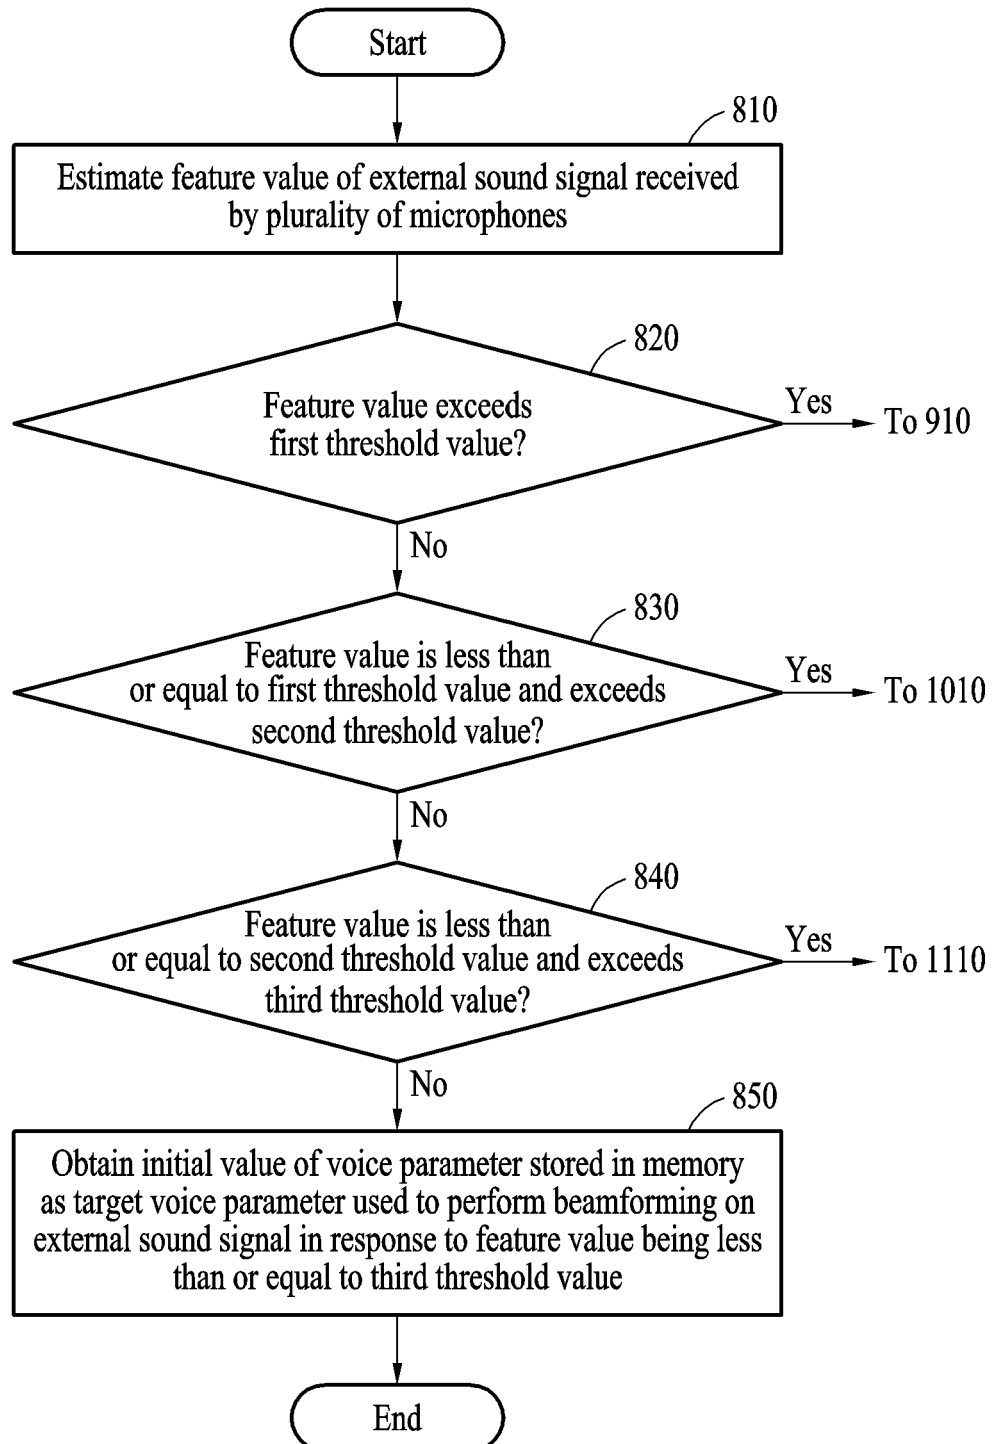 Start
810
Estimate feature value of external sound signal received
by plurality of microphones
820
Feature value exceeds
first threshold value?
Yes
To 910
No
830
Feature value is less than
or equal to first threshold value and exceeds
second threshold value?
Yes
To 1010
No
840
Feature value is less than
or equal to second threshold value and exceeds
third threshold value?
Yes
To 1110
No
850
Obtain initial value of voice parameter stored in memory
as target voice parameter used to perform beamforming on
external sound signal in response to feature value being less
than or equal to third threshold value
End